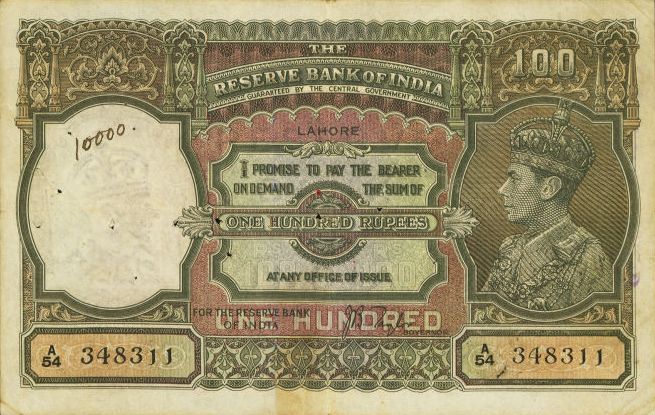 THE
RESERVE BANK OF INDIA
GUARANTEED BY THE CENTRAL GOVERNMENT
100
10000.
LAHORE
I PROMISE TO PAY THE BEARER
ON DEMAND THE SUM OF
ONE HUNDRED RUPEES
AT ANY OFFICE OF ISSUE
FOR THE RESERVE BANK
OF INDIA
ONE HUNDRED
GOVERNOR
A/54 348311
A/54 348311